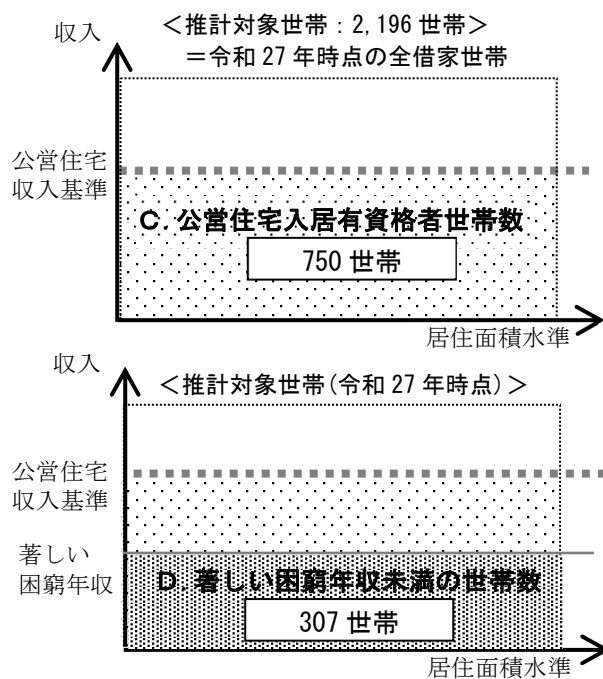 収入
＜推計対象世帯：2,196 世帯＞
＝令和 27 年時点の全借家世帯
公営住宅
収入基準
C．公営住宅入居有資格者世帯数
750 世帯
居住面積水準
収入
＜推計対象世帯(令和 27 年時点)＞
公営住宅
収入基準
著しい
困窮年収
D．著しい困窮年収未満の世帯数
307 世帯
居住面積水準